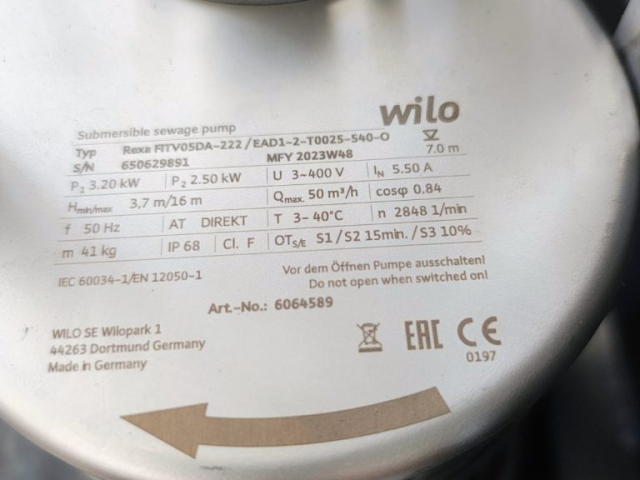 wilo
Submersible sewage pump
Typ Rexa FITV05DA-222/EAD1-2-T0025-540-O
S/N 650629891 MFY 2023W48 7.0 m
P1 3.20 kW P2 2.50 kW U 3~400 V IN 5.50 A
Hmin/max 3,7 m/16 m Qmax. 50 m³/h cosφ 0.84
f 50 Hz AT DIREKT T 3-40°C n 2848 1/min
m 41 kg IP 68 Cl. F OTS/E S1/S2 15min./S3 10%
IEC 60034-1/EN 12050-1
Vor dem Öffnen Pumpe ausschalten!
Do not open when switched on!
Art.-No.: 6064589
WILO SE Wilopark 1
44263 Dortmund Germany
Made in Germany
EAC CE
0197